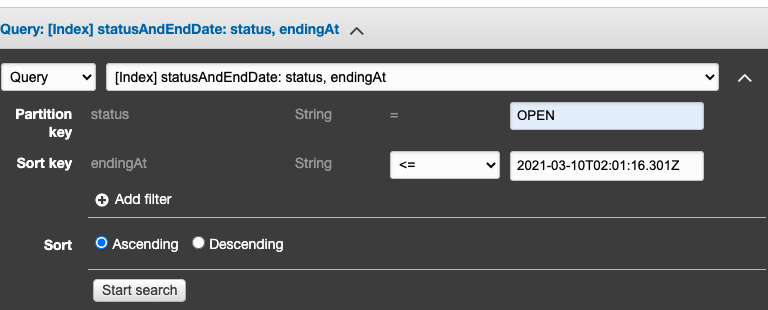 Query: [Index] statusAndEndDate: status, endingAt
Query [Index] statusAndEndDate: status, endingAt
Partition key status String = OPEN
Sort key endingAt String <= 2021-03-10T02:01:16.301Z
Add filter
Sort Ascending Descending
Start search